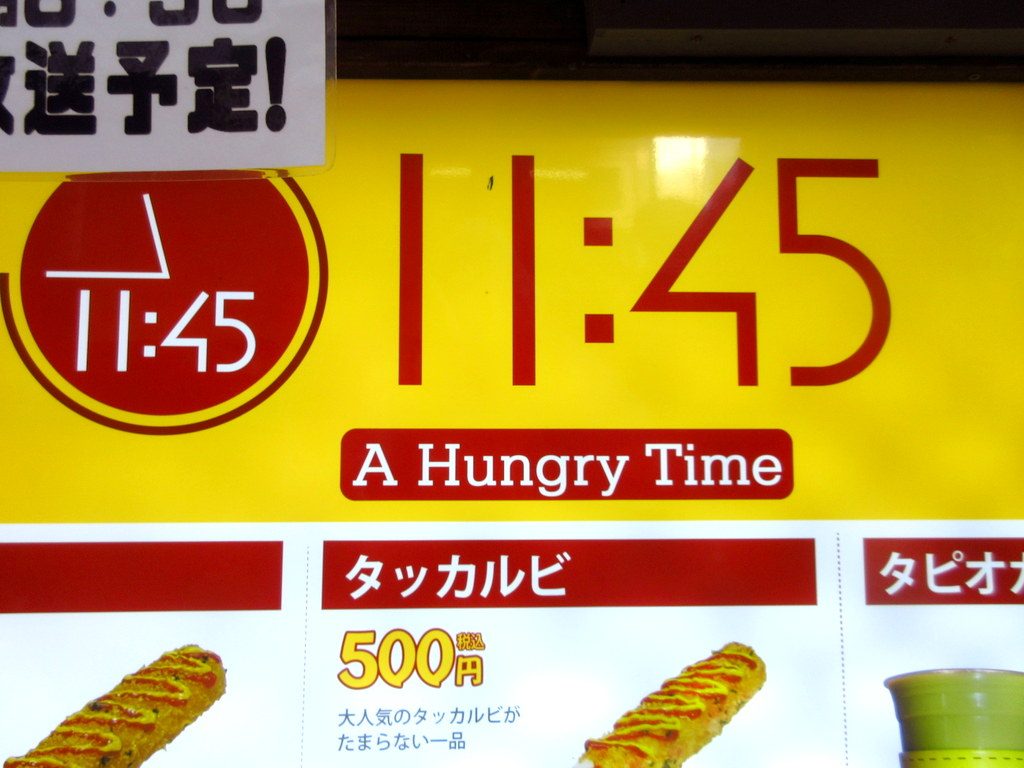 送予定!
11:45
11:45
A Hungry Time
タッカルビ
タピオカ
500円
税込
大人気のタッカルビが
たまらない一品